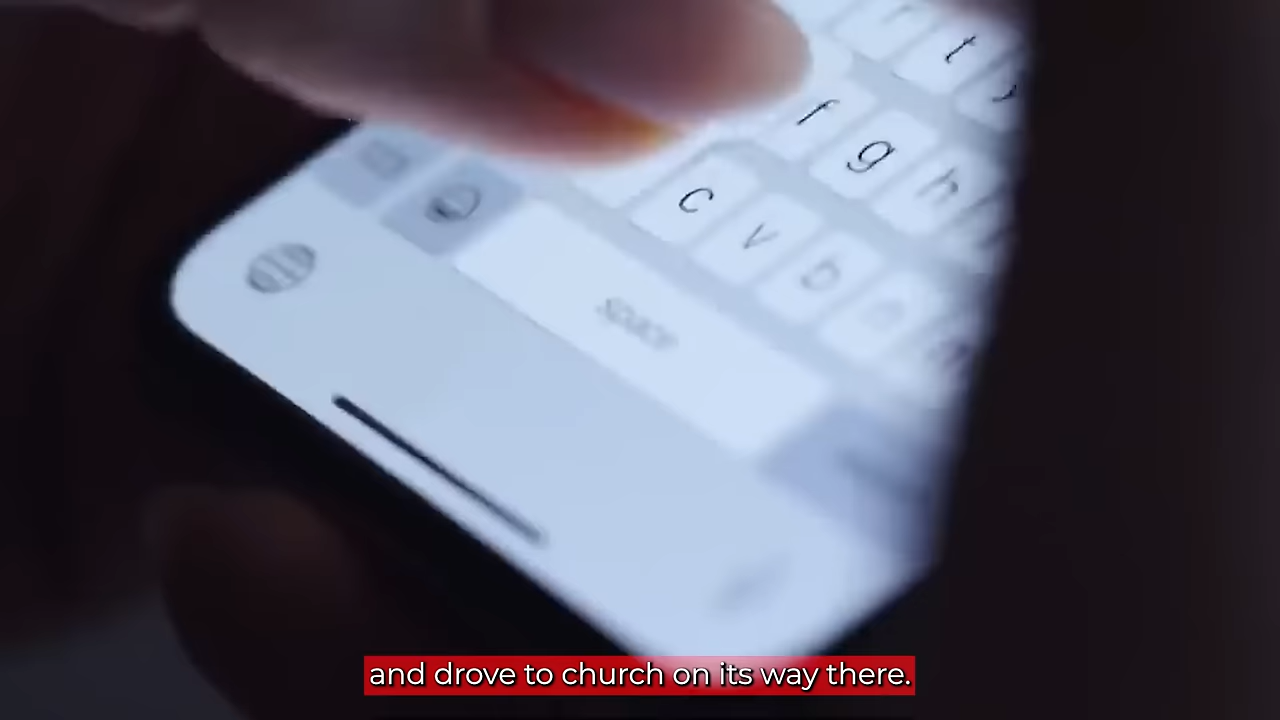 t y
f g h
c v b n
space
and drove to church on its way there.